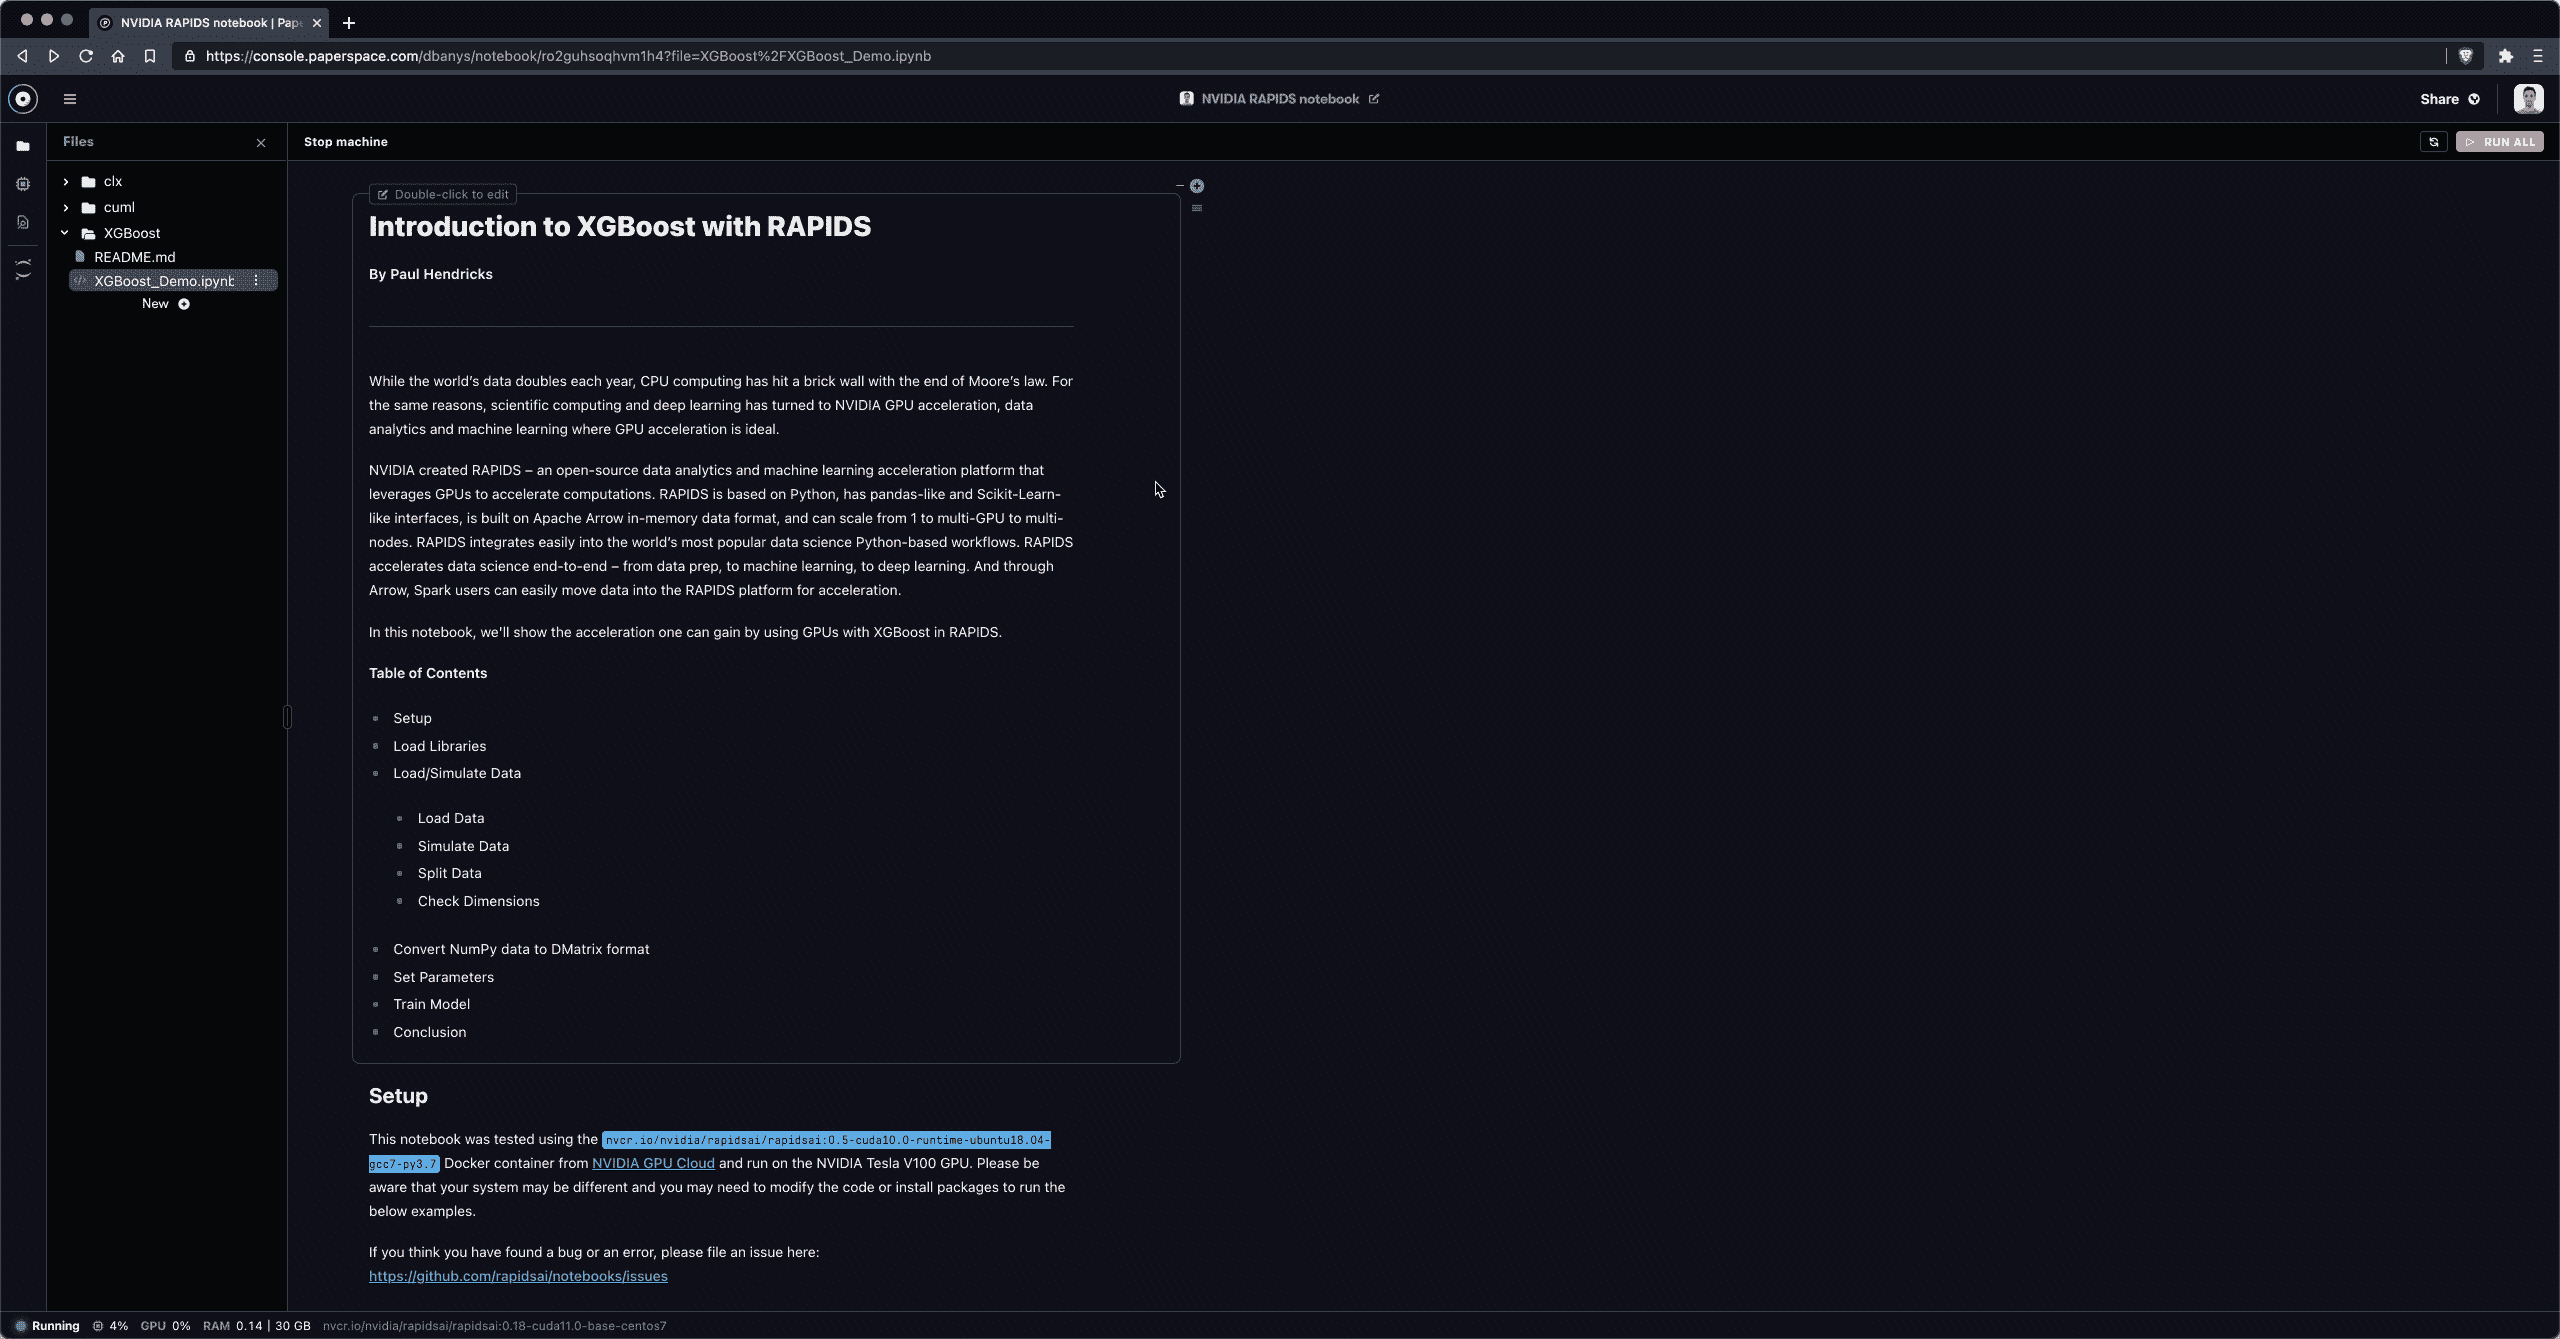 NVIDIA RAPIDS notebook | Pape
https://console.paperspace.com/dbanys/notebook/ro2guhsoqhvm1h4?file=XGBoost%2FXGBoost_Demo.ipynb
NVIDIA RAPIDS notebook
Share
Files
Stop machine
RUN ALL
clx
cuml
XGBoost
README.md
XGBoost_Demo.ipynb
New
Double-click to edit
Introduction to XGBoost with RAPIDS
By Paul Hendricks
While the world's data doubles each year, CPU computing has hit a brick wall with the end of Moore's law. For
the same reasons, scientific computing and deep learning has turned to NVIDIA GPU acceleration, data
analytics and machine learning where GPU acceleration is ideal.
NVIDIA created RAPIDS – an open-source data analytics and machine learning acceleration platform that
leverages GPUs to accelerate computations. RAPIDS is based on Python, has pandas-like and Scikit-Learn-
like interfaces, is built on Apache Arrow in-memory data format, and can scale from 1 to multi-GPU to multi-
nodes. RAPIDS integrates easily into the world's most popular data science Python-based workflows. RAPIDS
accelerates data science end-to-end – from data prep, to machine learning, to deep learning. And through
Arrow, Spark users can easily move data into the RAPIDS platform for acceleration.
In this notebook, we'll show the acceleration one can gain by using GPUs with XGBoost in RAPIDS.
Table of Contents
Setup
Load Libraries
Load/Simulate Data
Load Data
Simulate Data
Split Data
Check Dimensions
Convert NumPy data to DMatrix format
Set Parameters
Train Model
Conclusion
Setup
This notebook was tested using the nvcr.io/nvidia/rapidsai/rapidsai:0.5-cuda10.0-runtime-ubuntu18.04-
gcc7-py3.7 Docker container from NVIDIA GPU Cloud and run on the NVIDIA Tesla V100 GPU. Please be
aware that your system may be different and you may need to modify the code or install packages to run the
below examples.
If you think you have found a bug or an error, please file an issue here:
https://github.com/rapidsai/notebooks/issues
Running 4% GPU 0% RAM 0.14 | 30 GB nvcr.io/nvidia/rapidsai/rapidsai:0.18-cuda11.0-base-centos7